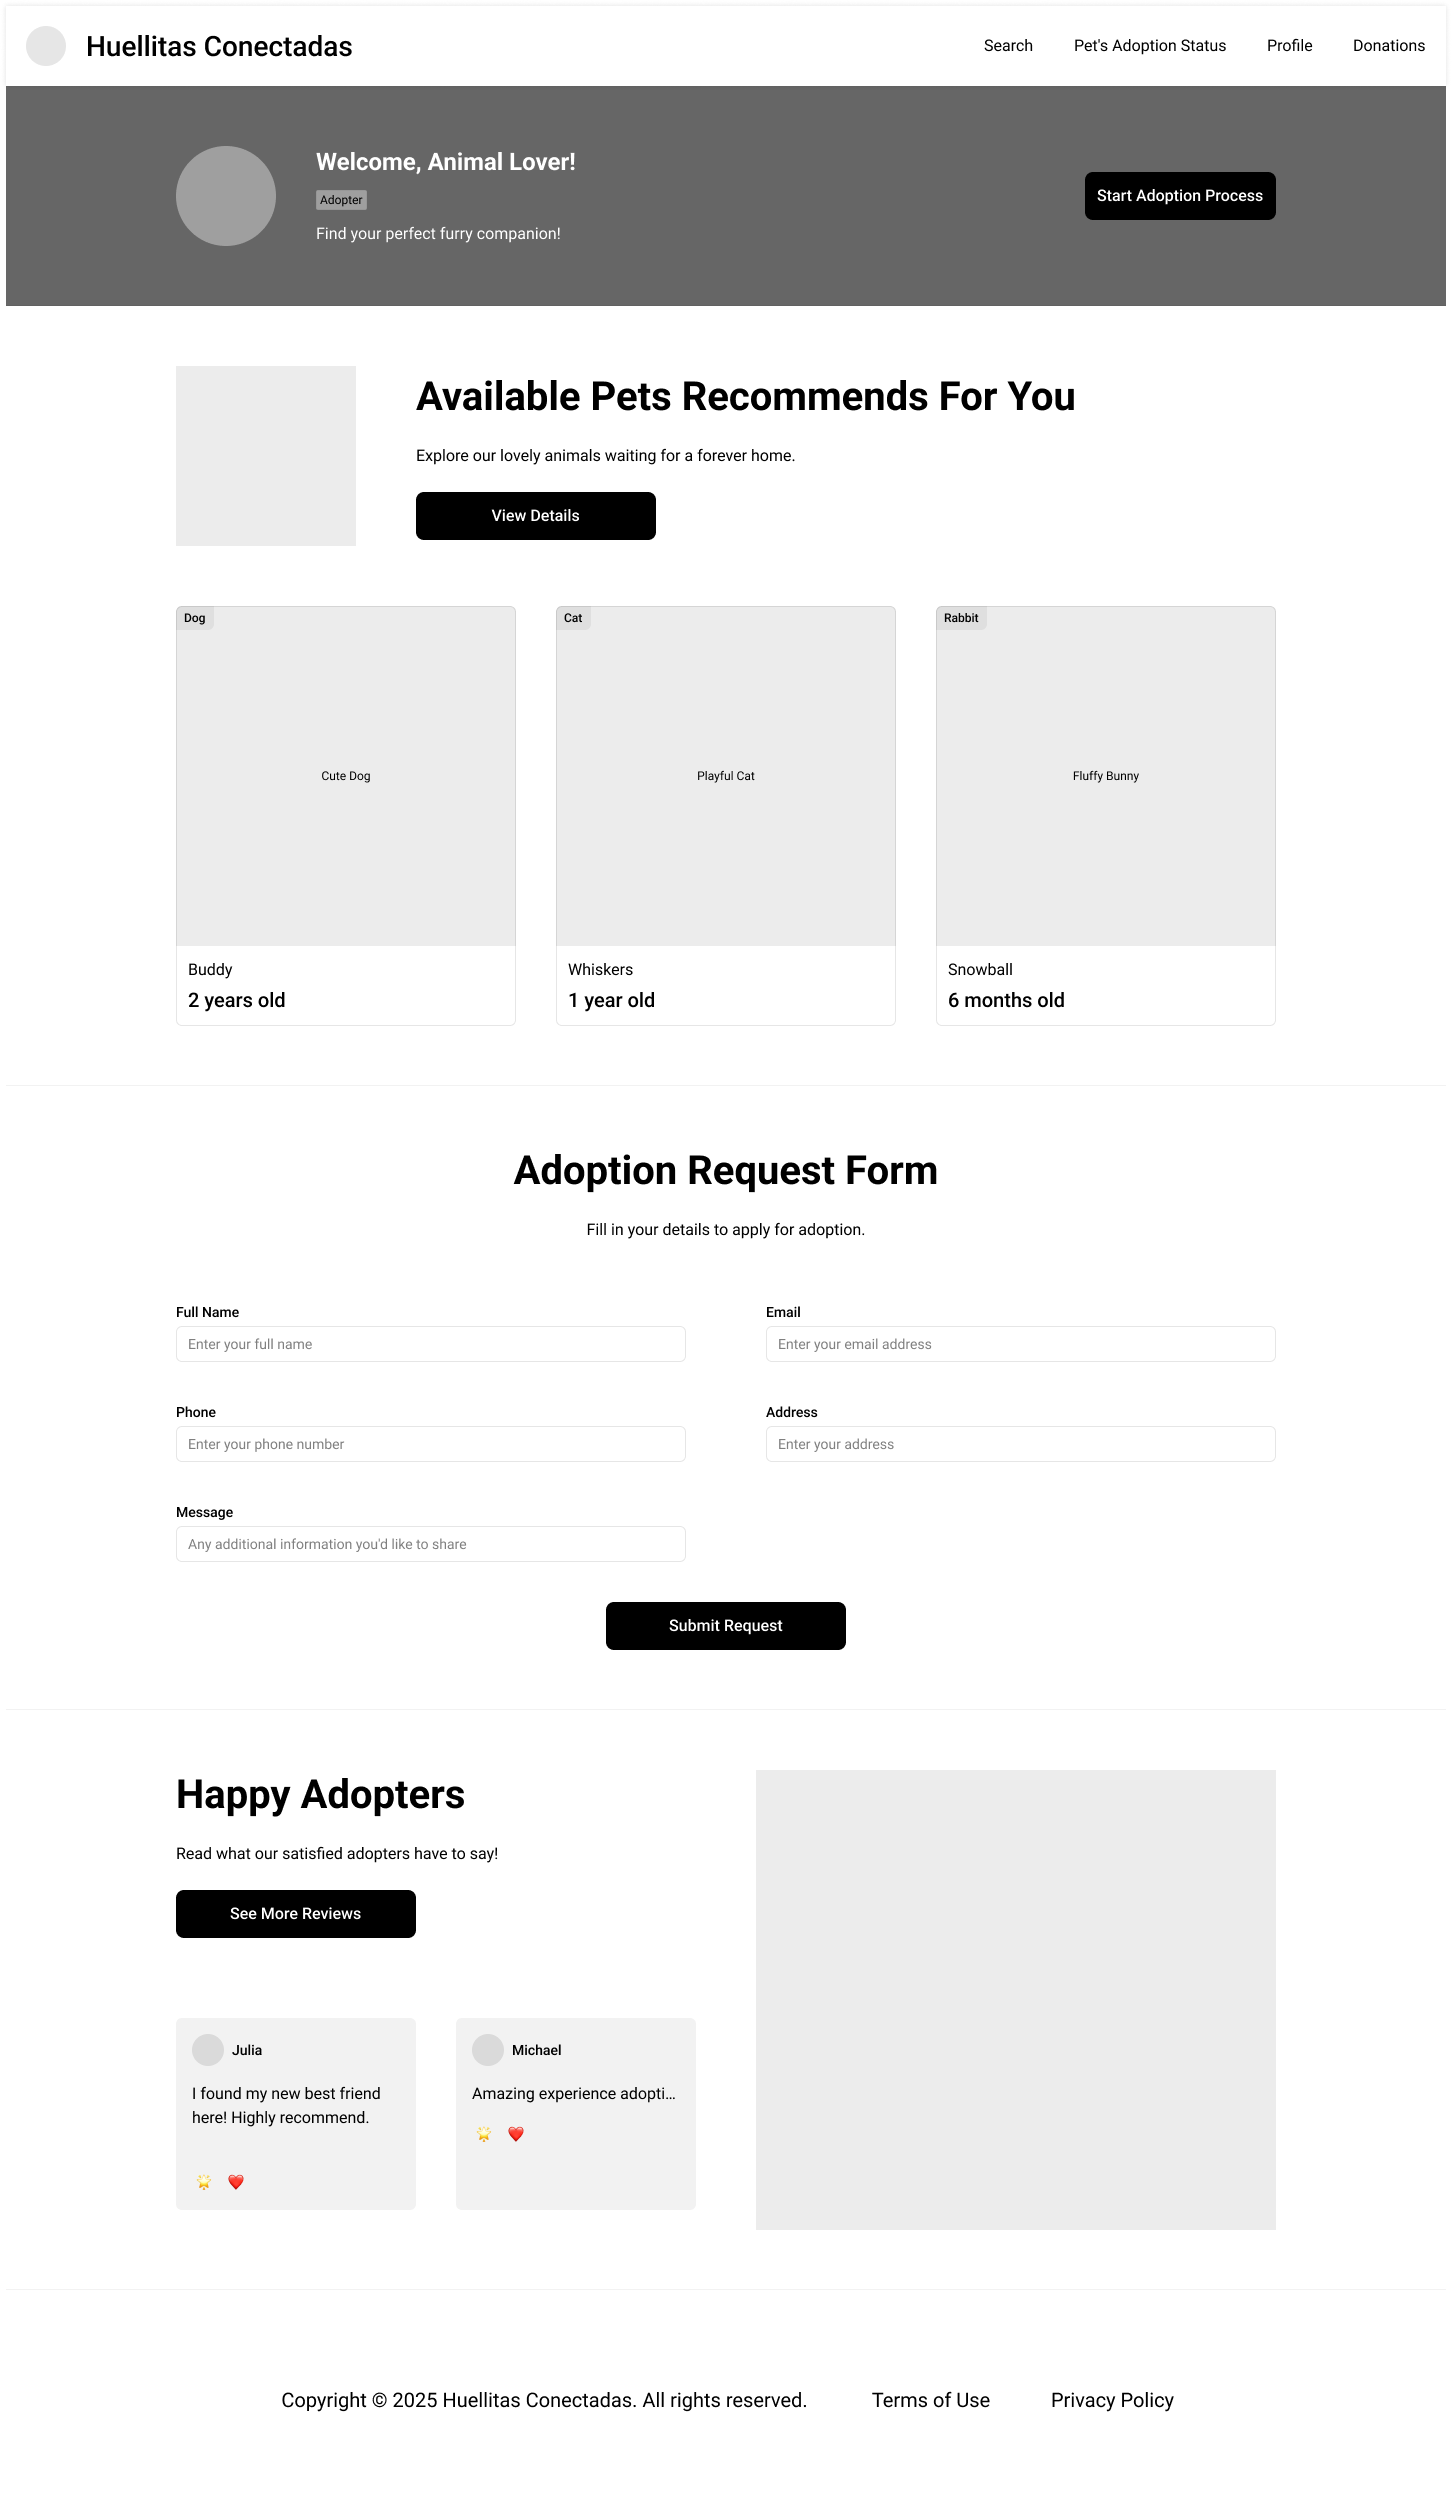 Huellitas Conectadas
Search
Pet's Adoption Status
Profile
Donations
Welcome, Animal Lover!
Adopter
Find your perfect furry companion!
Start Adoption Process
Available Pets Recommends For You
Explore our lovely animals waiting for a forever home.
View Details
Dog
Cute Dog
Buddy
2 years old
Cat
Playful Cat
Whiskers
1 year old
Rabbit
Fluffy Bunny
Snowball
6 months old
Adoption Request Form
Fill in your details to apply for adoption.
Full Name
Enter your full name
Email
Enter your email address
Phone
Enter your phone number
Address
Enter your address
Message
Any additional information you'd like to share
Submit Request
Happy Adopters
Read what our satisfied adopters have to say!
See More Reviews
Julia
I found my new best friend
here! Highly recommend.
Michael
Amazing experience adopti...
Copyright © 2025 Huellitas Conectadas. All rights reserved.
Terms of Use
Privacy Policy